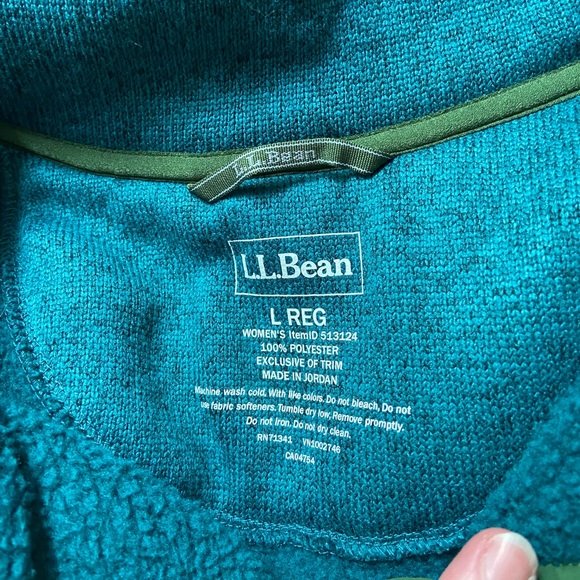 L.L.Bean
L.L.Bean
L REG
WOMEN'S ItemID 513124
100% POLYESTER
EXCLUSIVE OF TRIM
MADE IN JORDAN
Machine wash cold. With like colors. Do not bleach. Do not
use fabric softeners. Tumble dry low. Remove promptly.
Do not iron. Do not dry clean.
RN71341 VN1002746
CA04754